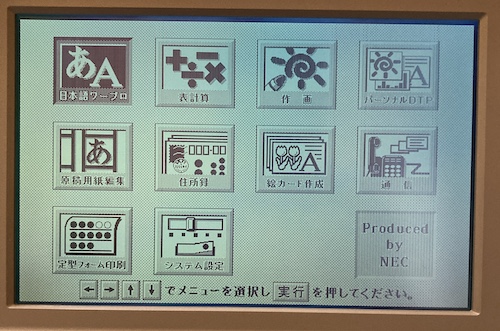 あA
日本語ワープロ
表計算
作画
A
パーソナルDTP
あ
原稿用紙編集
住所録
A
絵カード作成
通信
定型フォーム印刷
システム設定
Produced
by
NEC
← → ↑ ↓ でメニューを選択し 実行 を押してください。